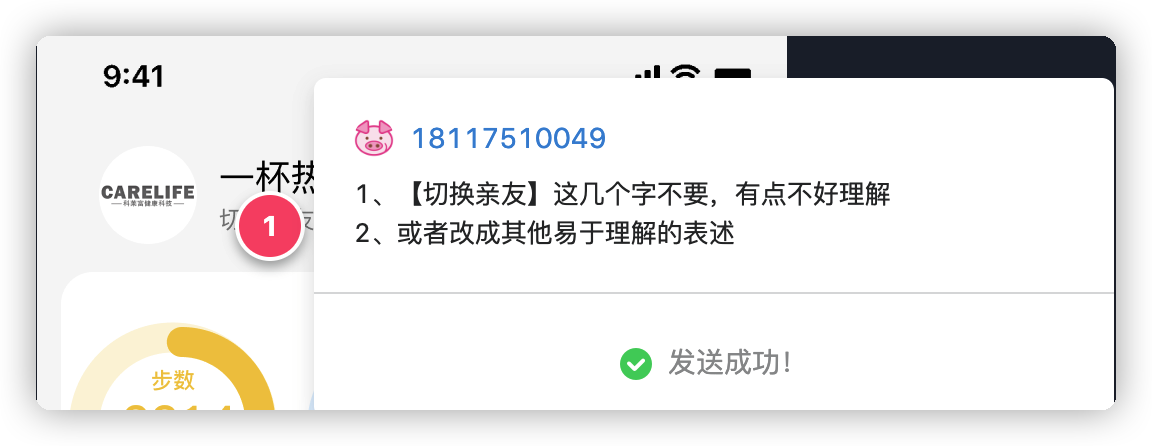 9:41
18117510049
CARELIFE
科莱富健康科技
一杯热
切
1
1、【切换亲友】这几个字不要，有点不好理解
2、或者改成其他易于理解的表述
发送成功！
步数